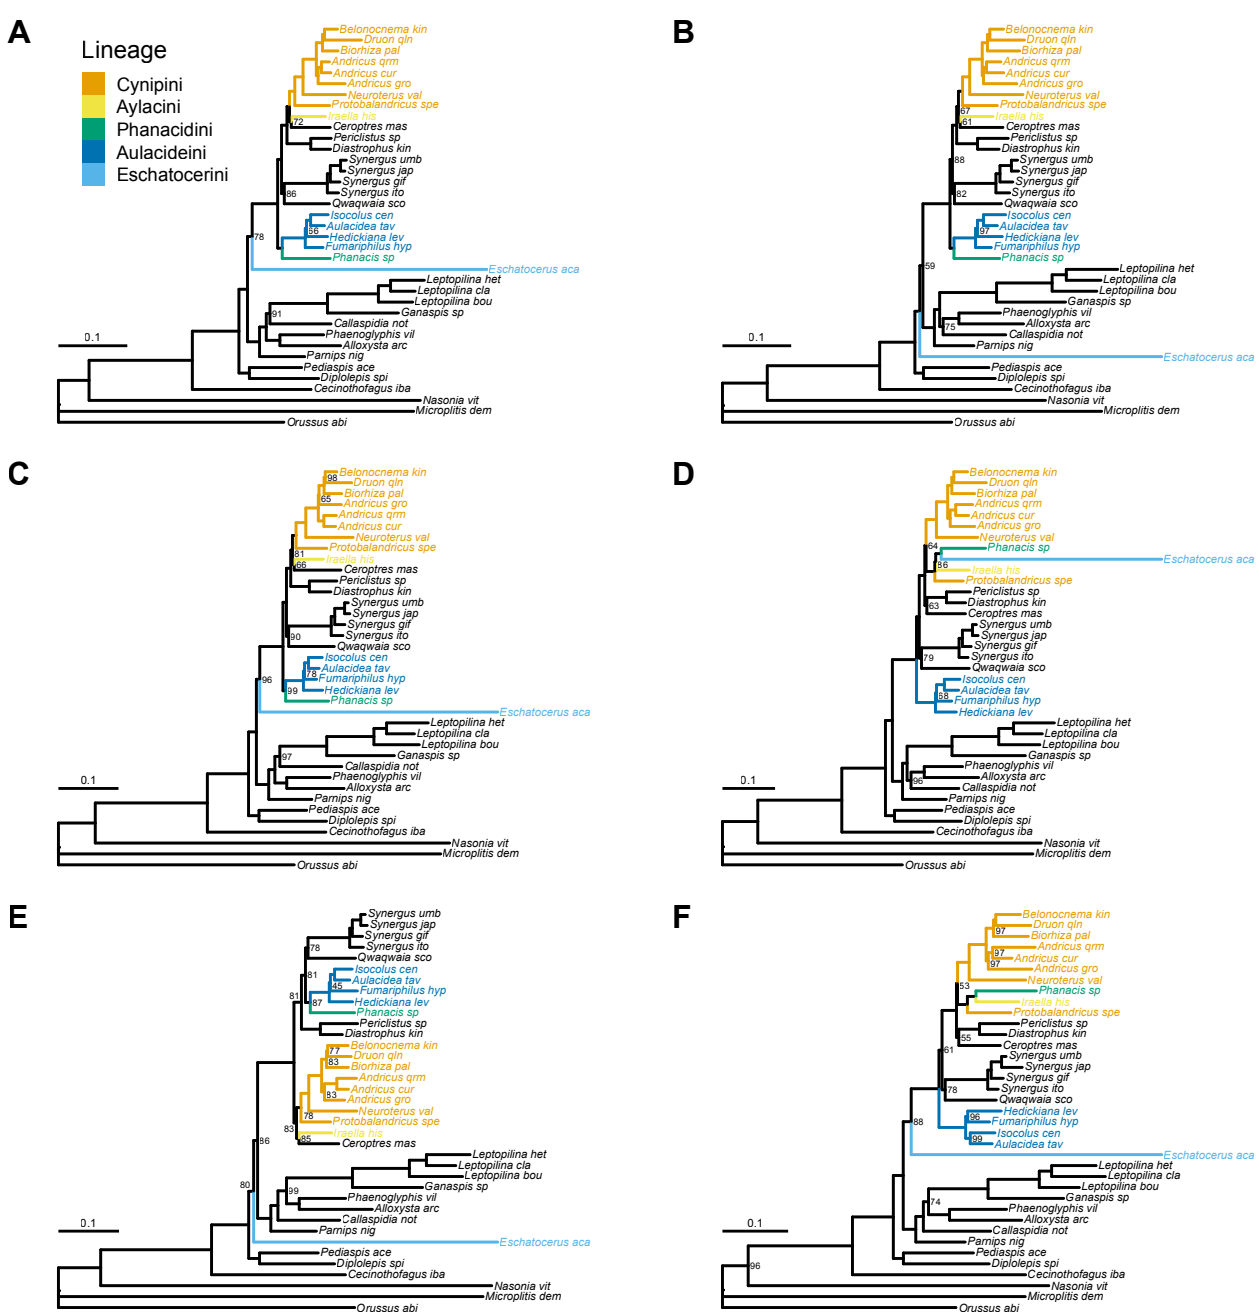 A
Lineage
Cynipini
Aylacini
Phanacidini
Aulacideini
Eschatocerini
Belonocnema kin
Druon qln
Biorhiza pal
Andricus qrm
Andricus cur
Andricus gro
Neuroterus val
Protobalandricus spe
Iraella his
72
Ceroptres mas
Periclistus sp
Diastrophus kin
Synergus umb
Synergus jap
Synergus gif
86
Synergus ito
Qwaqwaia sco
Isocolus cen
Aulacidea tav
66
78
Hedickiana lev
Fumariphilus hyp
Phanacis sp
Eschatocerus aca
Leptopilina het
Leptopilina cla
Leptopilina bou
91
Ganaspis sp
Callaspidia not
Phaenoglyphis vil
0.1
Alloxysta arc
Parnips nig
Pediaspis ace
Diplolepis spi
Cecinothofagus iba
Nasonia vit
Microplitis dem
Orussus abi
B
Belonocnema kin
Druon qln
Biorhiza pal
Andricus qrm
Andricus cur
Andricus gro
Neuroterus val
Protobalandricus spe
67
Iraella his
61
Ceroptres mas
Periclistus sp
Diastrophus kin
88
Synergus umb
Synergus jap
Synergus gif
82
Synergus ito
Qwaqwaia sco
Isocolus cen
Aulacidea tav
97
Hedickiana lev
Fumariphilus hyp
Phanacis sp
59
Leptopilina het
Leptopilina cla
Leptopilina bou
Ganaspis sp
Phaenoglyphis vil
75
Alloxysta arc
Callaspidia not
0.1
Parnips nig
Eschatocerus aca
Pediaspis ace
Diplolepis spi
Cecinothofagus iba
Nasonia vit
Microplitis dem
Orussus abi
C
Belonocnema kin
98
Druon qln
Biorhiza pal
65
Andricus gro
Andricus qrm
Andricus cur
Neuroterus val
Protobalandricus spe
81
Iraella his
66
Ceroptres mas
Periclistus sp
Diastrophus kin
Synergus umb
Synergus jap
Synergus gif
90
Synergus ito
Qwaqwaia sco
Isocolus cen
Aulacidea tav
78
96
Fumariphilus hyp
99
Hedickiana lev
Phanacis sp
Eschatocerus aca
Leptopilina het
Leptopilina cla
Leptopilina bou
97
Ganaspis sp
Callaspidia not
Phaenoglyphis vil
0.1
Alloxysta arc
Parnips nig
Pediaspis ace
Diplolepis spi
Cecinothofagus iba
Nasonia vit
Microplitis dem
Orussus abi
D
Belonocnema kin
Druon qln
Biorhiza pal
Andricus qrm
Andricus cur
Andricus gro
Neuroterus val
64
Phanacis sp
Eschatocerus aca
86
Iraella his
Protobalandricus spe
Periclistus sp
63
Diastrophus kin
Ceroptres mas
Synergus umb
Synergus jap
Synergus gif
79
Synergus ito
Qwaqwaia sco
Isocolus cen
Aulacidea tav
68
Fumariphilus hyp
Hedickiana lev
Leptopilina het
Leptopilina cla
Leptopilina bou
Ganaspis sp
Phaenoglyphis vil
96
Alloxysta arc
0.1
Callaspidia not
Parnips nig
Pediaspis ace
Diplolepis spi
Cecinothofagus iba
Nasonia vit
Microplitis dem
Orussus abi
E
Synergus umb
Synergus jap
Synergus gif
78
Synergus ito
Qwaqwaia sco
81
Isocolus cen
Aulacidea tav
45
81
Fumariphilus hyp
87
Hedickiana lev
Phanacis sp
Periclistus sp
Diastrophus kin
Belonocnema kin
77
Druon qln
83
Biorhiza pal
Andricus qrm
Andricus cur
83
Andricus gro
Neuroterus val
78
Protobalandricus spe
83
Iraella his
85
86
Ceroptres mas
Leptopilina het
Leptopilina cla
Leptopilina bou
80
99
Ganaspis sp
Phaenoglyphis vil
Alloxysta arc
Callaspidia not
0.1
Parnips nig
Eschatocerus aca
Pediaspis ace
Diplolepis spi
Cecinothofagus iba
Nasonia vit
Microplitis dem
Orussus abi
F
Belonocnema kin
Druon qln
97
Biorhiza pal
Andricus qrm
97
Andricus cur
97
Andricus gro
Neuroterus val
53
Phanacis sp
Iraella his
Protobalandricus spe
Periclistus sp
55
Diastrophus kin
Ceroptres mas
61
Synergus umb
Synergus jap
Synergus gif
78
Synergus ito
Qwaqwaia sco
Hedickiana lev
96
88
Fumariphilus hyp
Isocolus cen
99
Aulacidea tav
Eschatocerus aca
Leptopilina het
Leptopilina cla
Leptopilina bou
74
Ganaspis sp
Phaenoglyphis vil
Alloxysta arc
0.1
Callaspidia not
Parnips nig
Pediaspis ace
96
Diplolepis spi
Cecinothofagus iba
Nasonia vit
Microplitis dem
Orussus abi